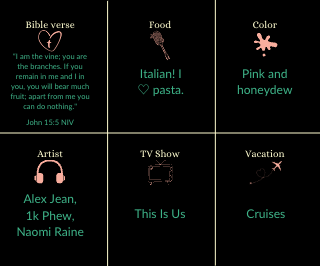 Bible verse
"I am the vine; you are
the branches. If you
remain in me and I in
you, you will bear much
fruit; apart from me you
can do nothing."
John 15:5 NIV
Food
Italian! I
♡ pasta.
Color
Pink and
honeydew
Artist
Alex Jean,
1k Phew,
Naomi Raine
TV Show
This Is Us
Vacation
Cruises